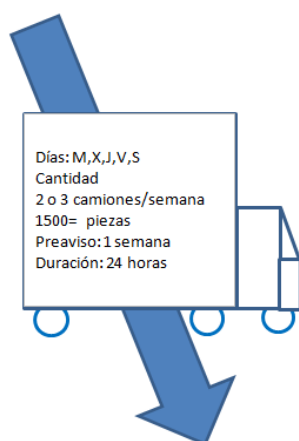 Días: M,X,J,V,S
Cantidad
2 o 3 camiones/semana
1500= piezas
Preaviso: 1 semana
Duración: 24 horas